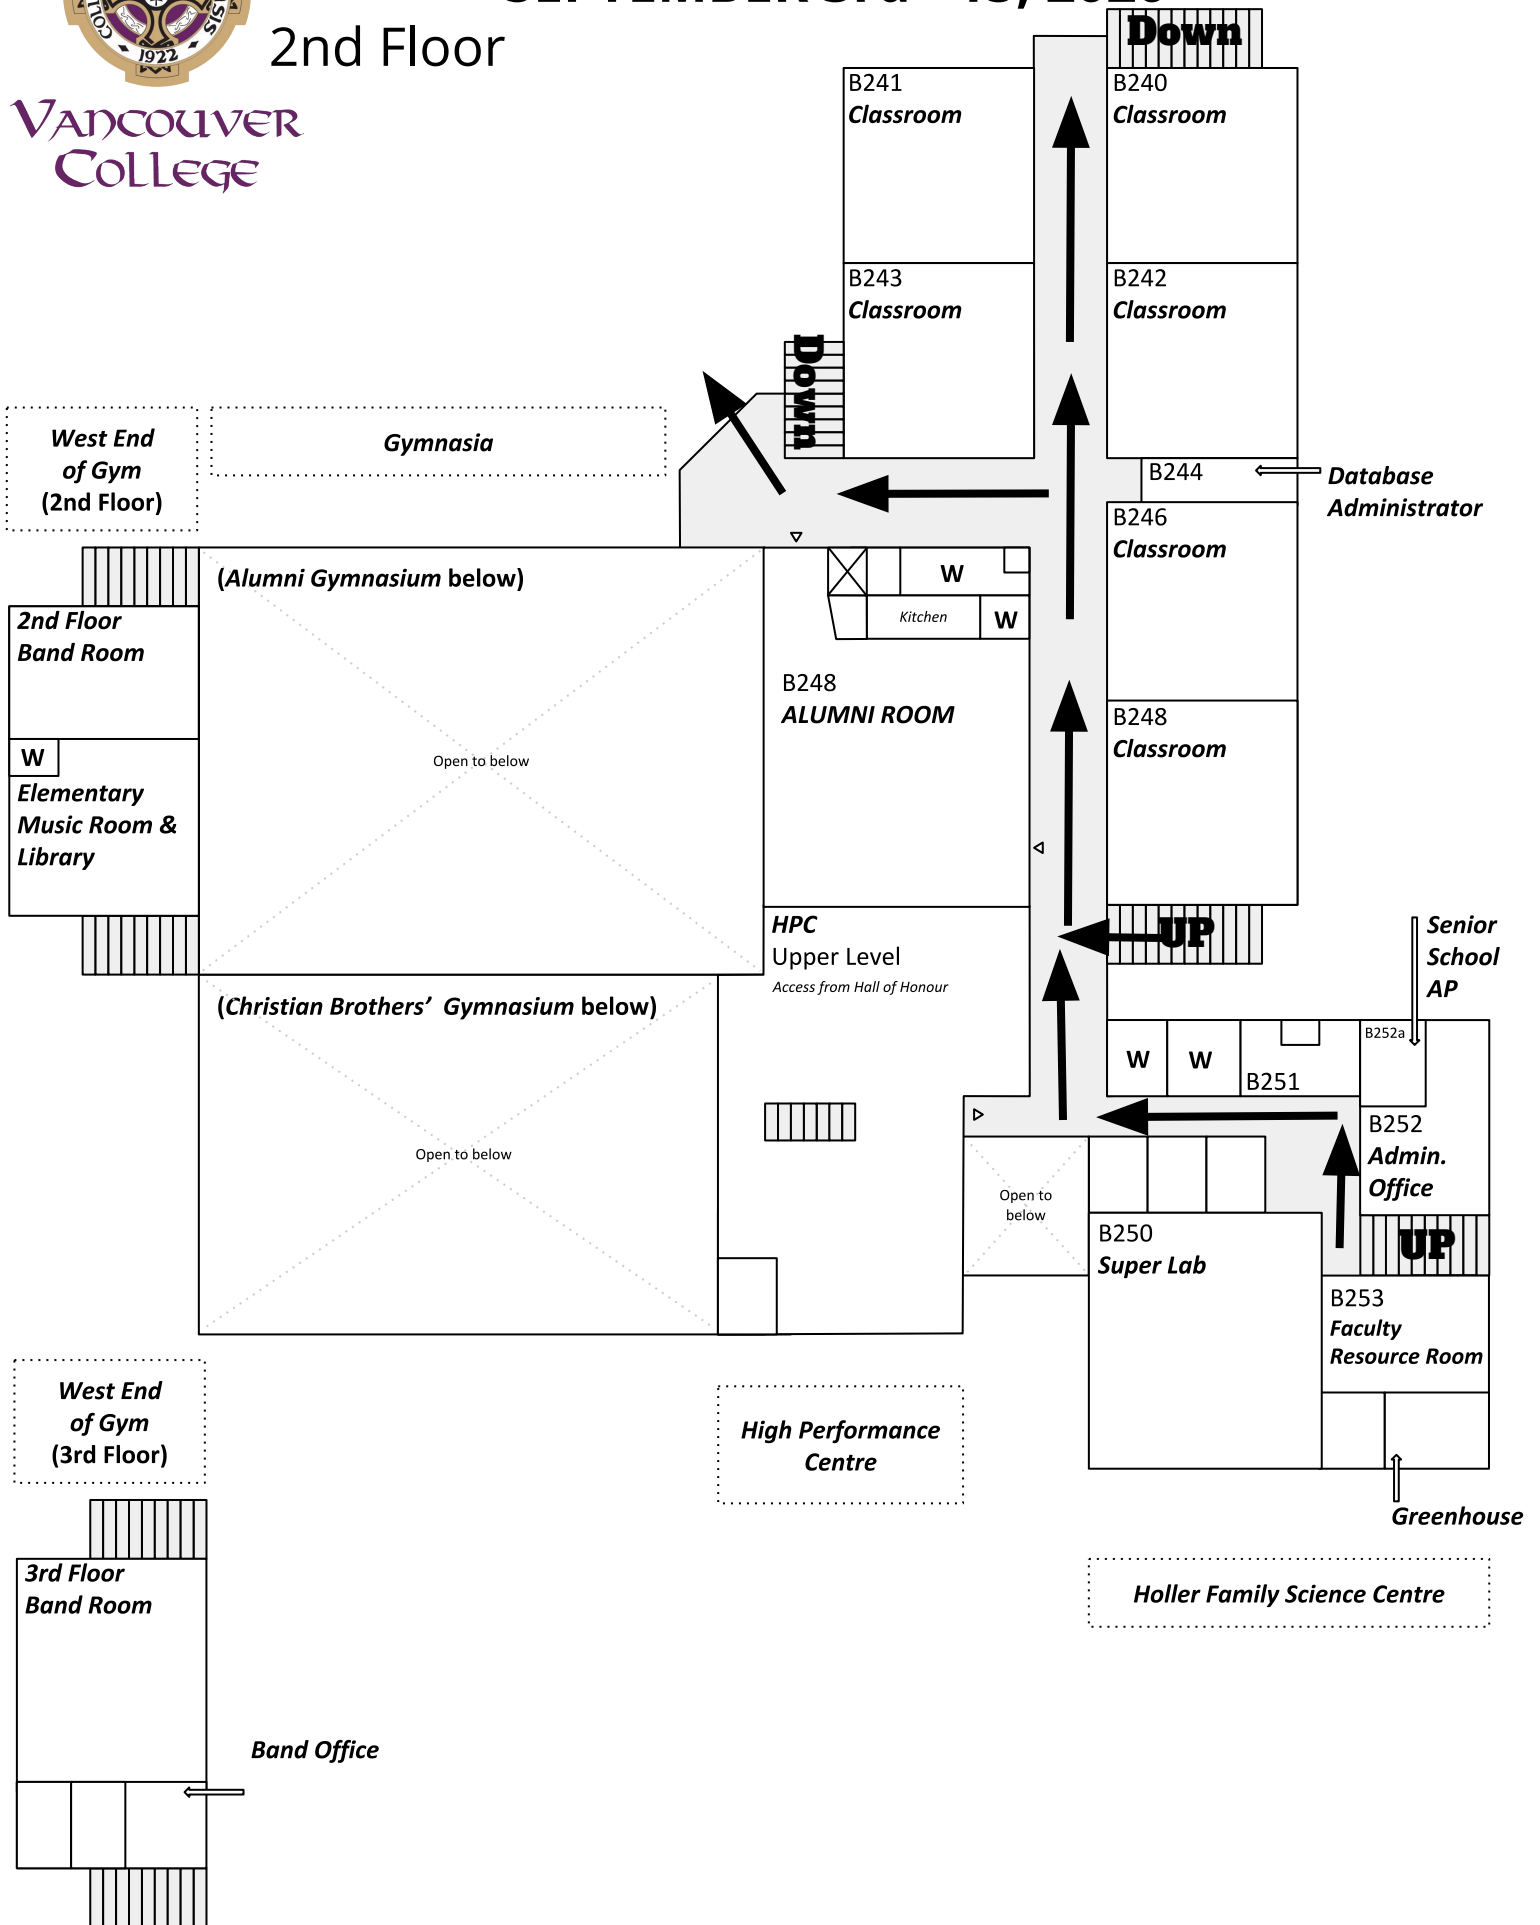 2nd Floor
1922
VANCOUVER
COLLEGE
Down
B241
Classroom
B240
Classroom
B243
Classroom
B242
Classroom
Down
West End
of Gym
(2nd Floor)
Gymnasia
B244
Database
Administrator
B246
Classroom
(Alumni Gymnasium below)
W
Kitchen
W
2nd Floor
Band Room
B248
ALUMNI ROOM
B248
Classroom
W
Open to below
Elementary
Music Room &
Library
HPC
Upper Level
Access from Hall of Honour
UP
Senior
School
AP
(Christian Brothers' Gymnasium below)
W
W
B251
B252a
B252
Admin.
Office
Open to below
Open to
below
B250
Super Lab
UP
B253
Faculty
Resource Room
West End
of Gym
(3rd Floor)
High Performance
Centre
Greenhouse
3rd Floor
Band Room
Holler Family Science Centre
Band Office